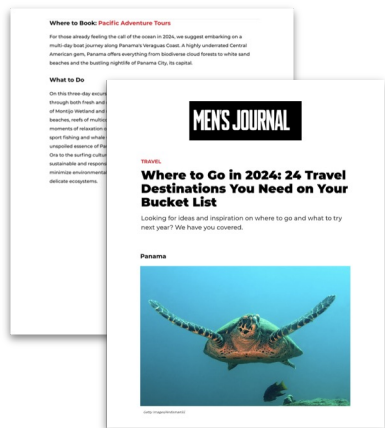 Where to Book: Pacific Adventure Tours
For those already feeling the call of the ocean in 2024, we suggest embarking on a
multi-day boat journey along Panama's Veraguas Coast. A highly underrated Central
American gem, Panama offers everything from biodiverse cloud forests to white sand
beaches and the bustling nightlife of Panama City, its capital.
What to Do
On this three-day excur
through both fresh and
of Montijo Wetland and
beaches, reefs of multico
moments of relaxation o
sport fishing and whale
unspoiled essence of Pa
Ora to the surfing cultur
sustainable and respons
minimize environmenta
delicate ecosystems.
MEN'S JOURNAL
TRAVEL
Where to Go in 2024: 24 Travel
Destinations You Need on Your
Bucket List
Looking for ideas and inspiration on where to go and what to try
next year? We have you covered.
Panama